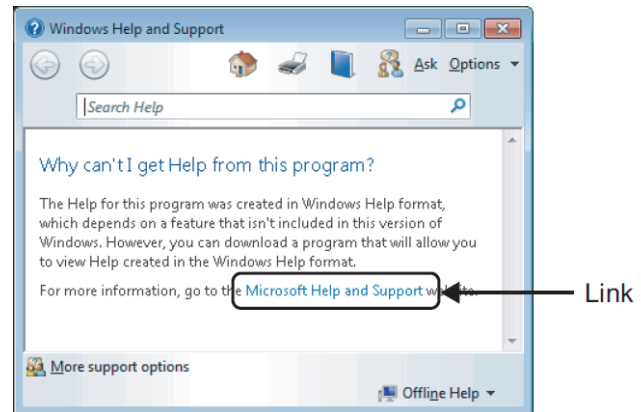 Windows Help and Support
Ask Options
Search Help
Why can't I get Help from this program?
The Help for this program was created in Windows Help format,
which depends on a feature that isn't included in this version of
Windows. However, you can download a program that will allow you
to view Help created in the Windows Help format.
For more information, go to the Microsoft Help and Support website.
Link
More support options
Offline Help